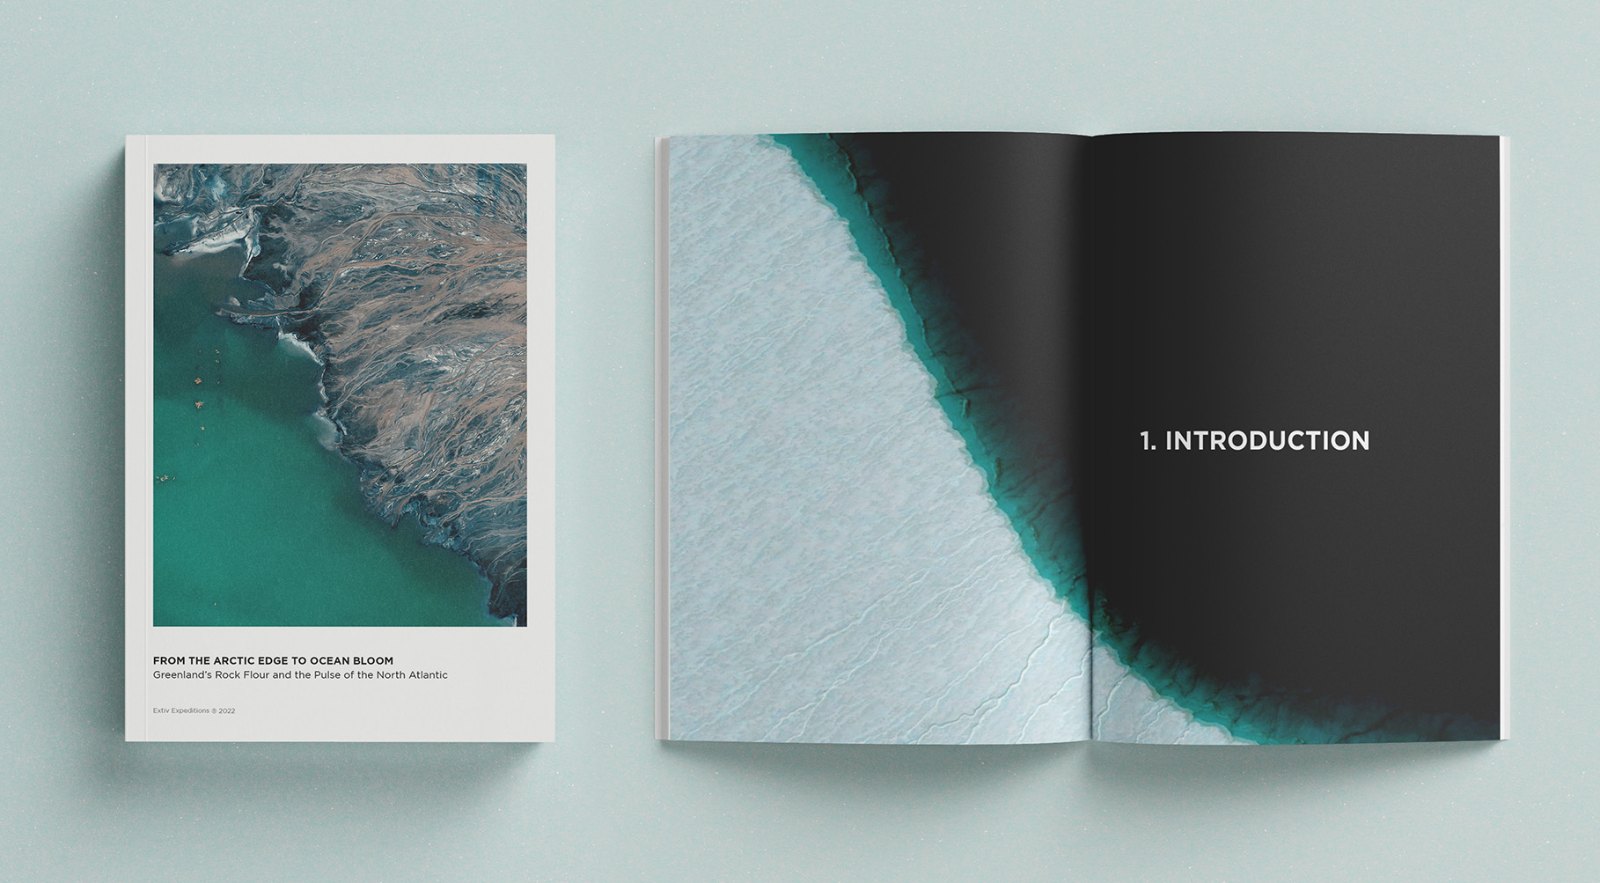 FROM THE ARCTIC EDGE TO OCEAN BLOOM
Greenland's Rock Flour and the Pulse of the North Atlantic
Extiv Expeditions ® 2022
1. INTRODUCTION